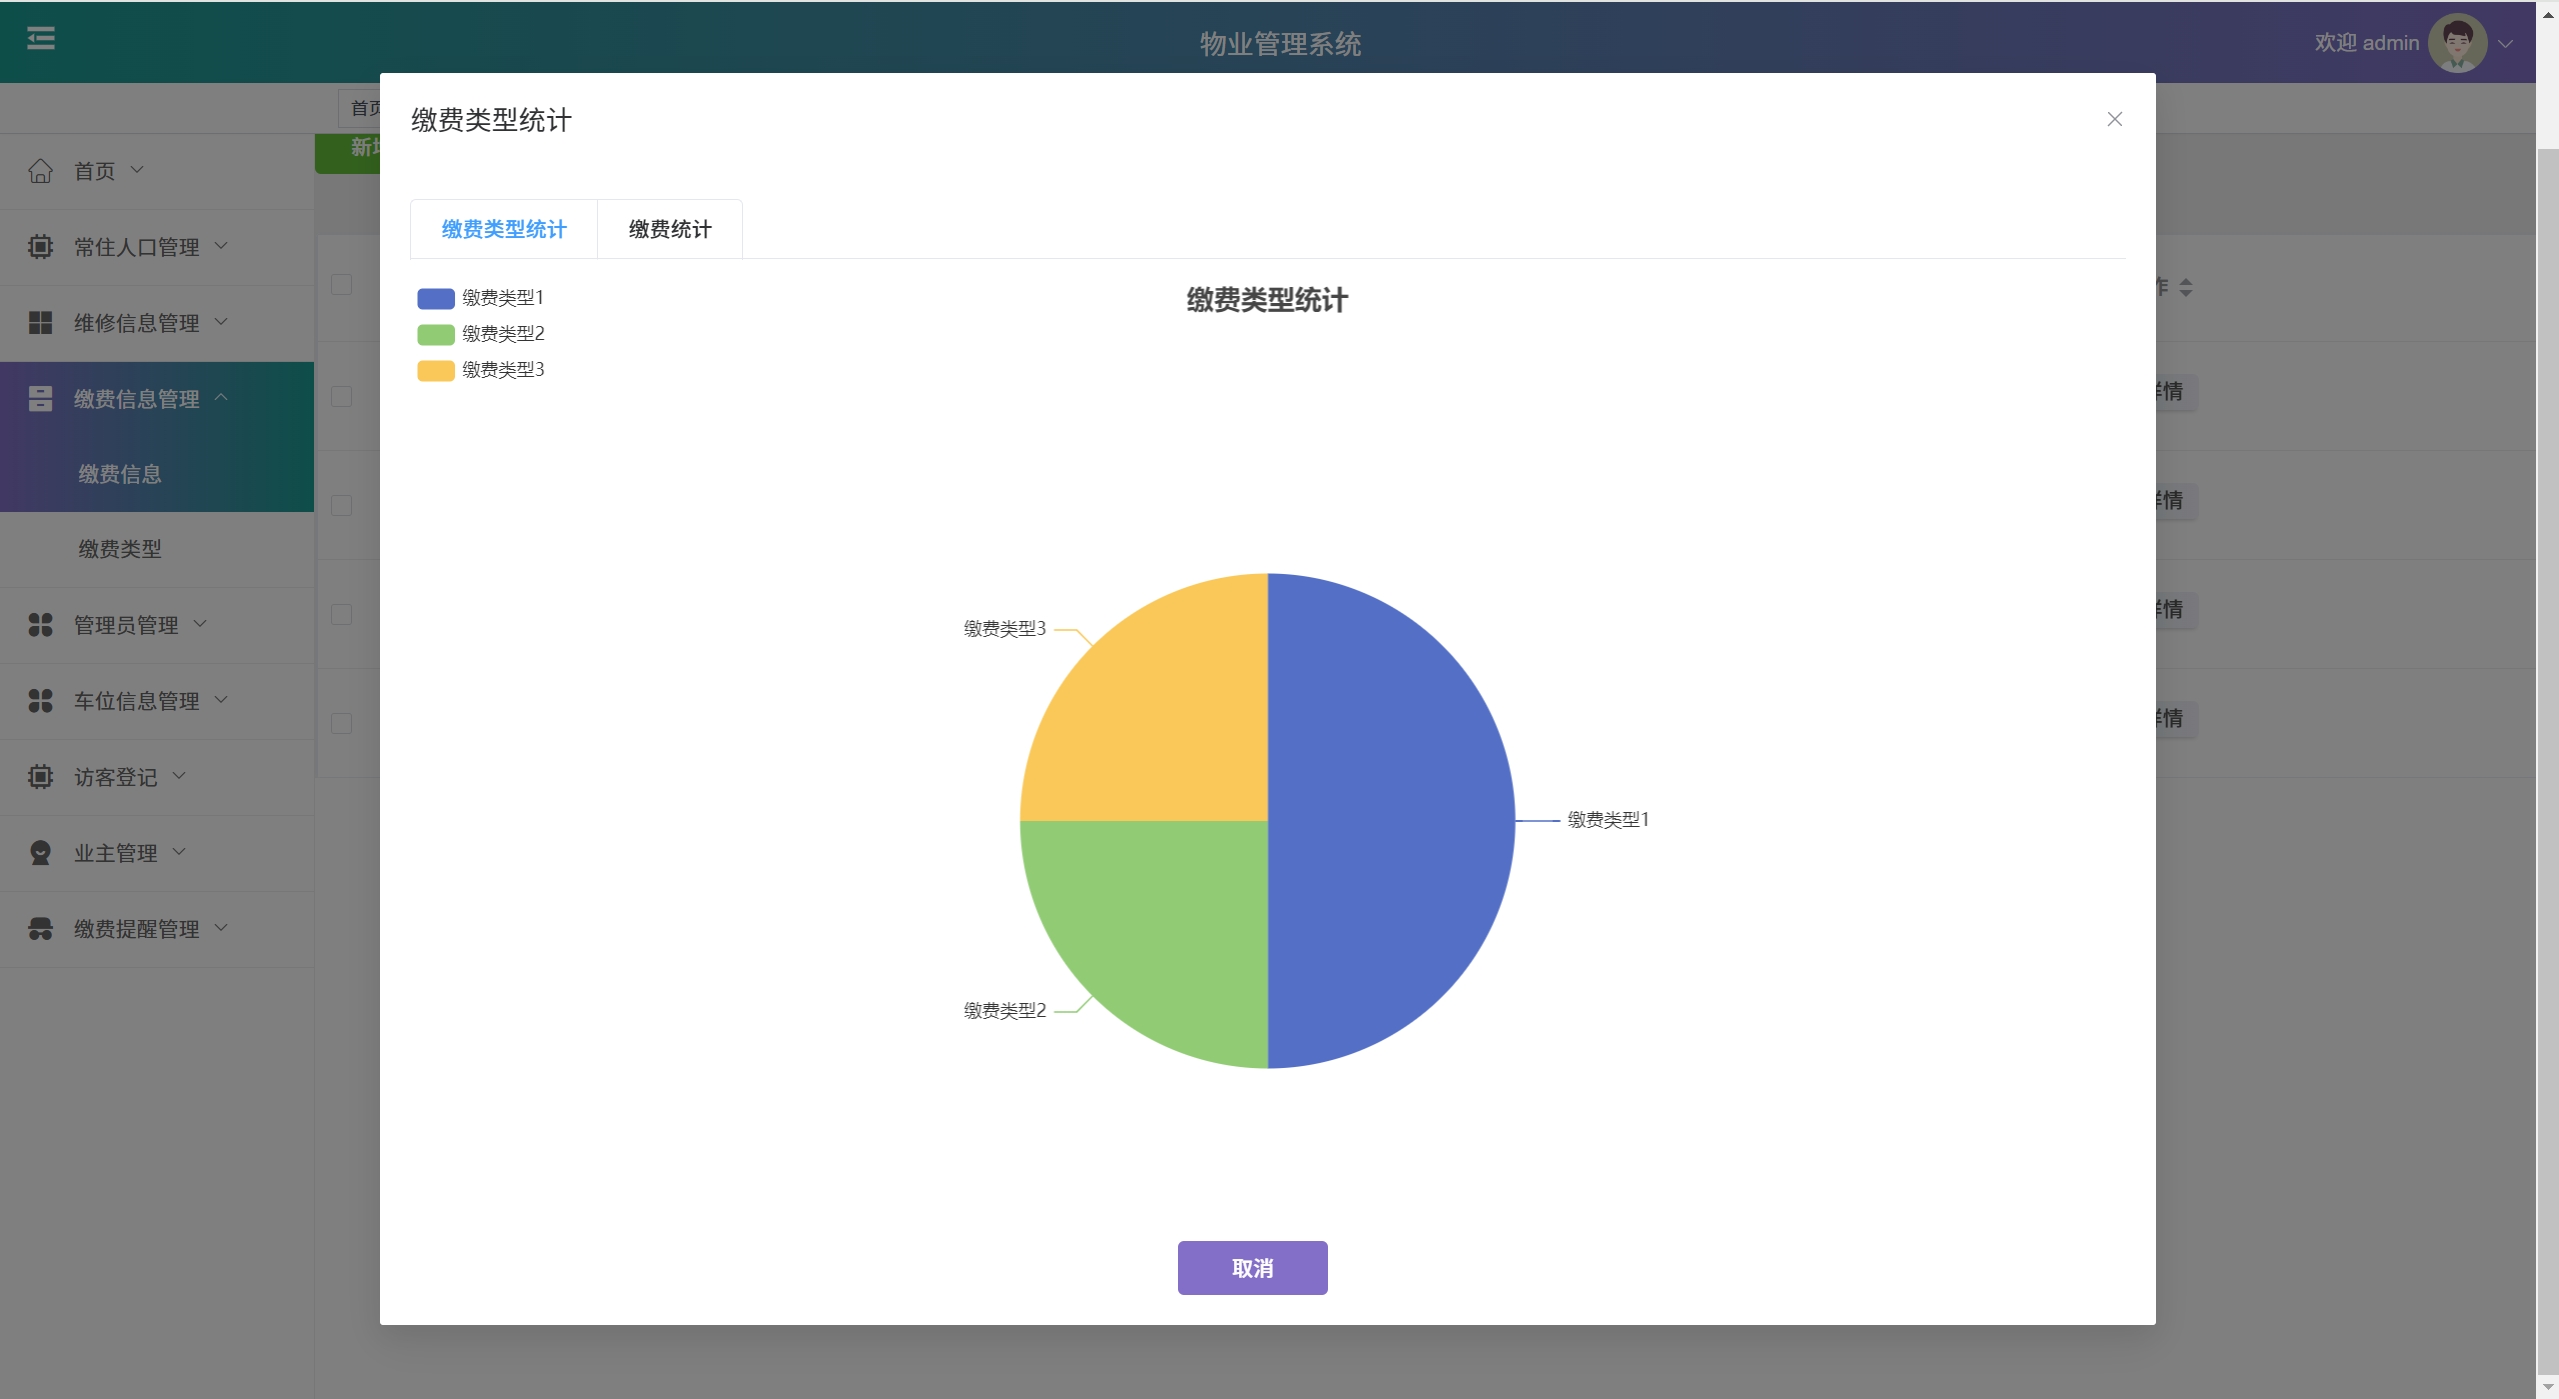 物业管理系统
欢迎 admin
首页
新增
缴费类型统计
缴费类型统计
缴费统计
首页
常住人口管理
维修信息管理
缴费信息管理
缴费信息
缴费类型
管理员管理
车位信息管理
访客登记
业主管理
缴费提醒管理
缴费类型1
缴费类型2
缴费类型3
缴费类型统计
缴费类型3
缴费类型1
缴费类型2
作
详情
详情
详情
详情
取消